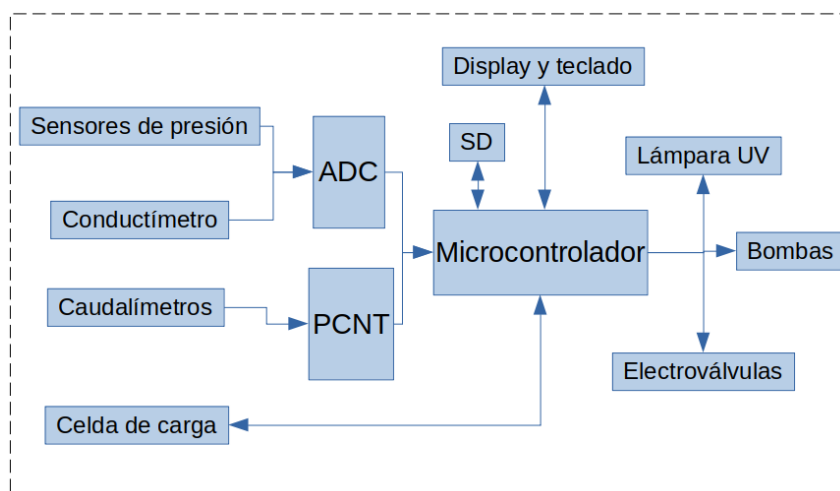 Display y teclado
Sensores de presión
SD
ADC
Lámpara UV
Conductímetro
Microcontrolador
Bombas
Caudalímetros
PCNT
Electroválvulas
Celda de carga